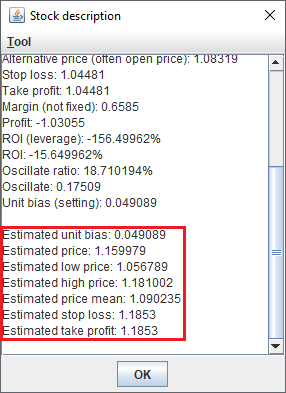 Stock description
Tool
Alternative price (often open price): 1.08319
Stop loss: 1.04481
Take profit: 1.04481
Margin (not fixed): 0.6585
Profit: -1.03055
ROI (leverage): -156.49962%
ROI: -15.649962%
Oscillate ratio: 18.710194%
Oscillate: 0.17509
Unit bias (setting): 0.049089
Estimated unit bias: 0.049089
Estimated price: 1.159979
Estimated low price: 1.056789
Estimated high price: 1.181002
Estimated price mean: 1.090235
Estimated stop loss: 1.1853
Estimated take profit: 1.1853
OK